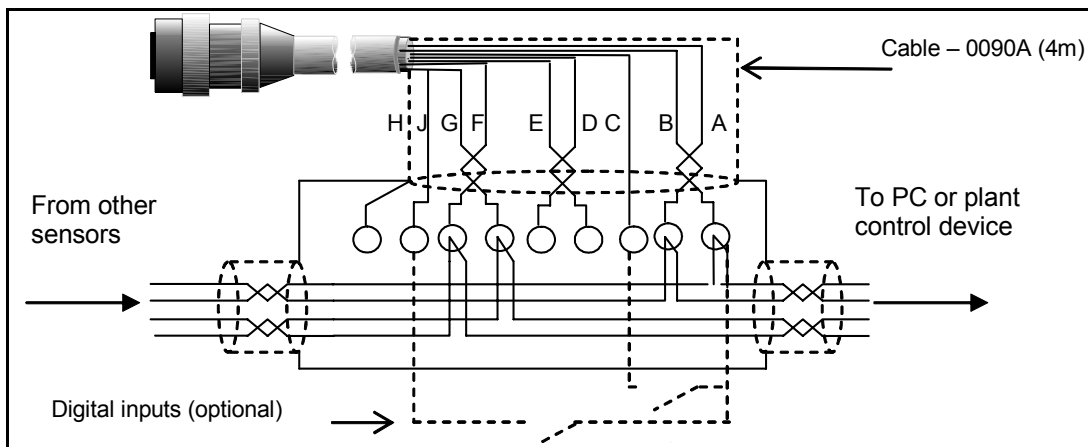 Cable – 0090A (4m)
H J G F E D C B A
From other
sensors
To PC or plant
control device
Digital inputs (optional)